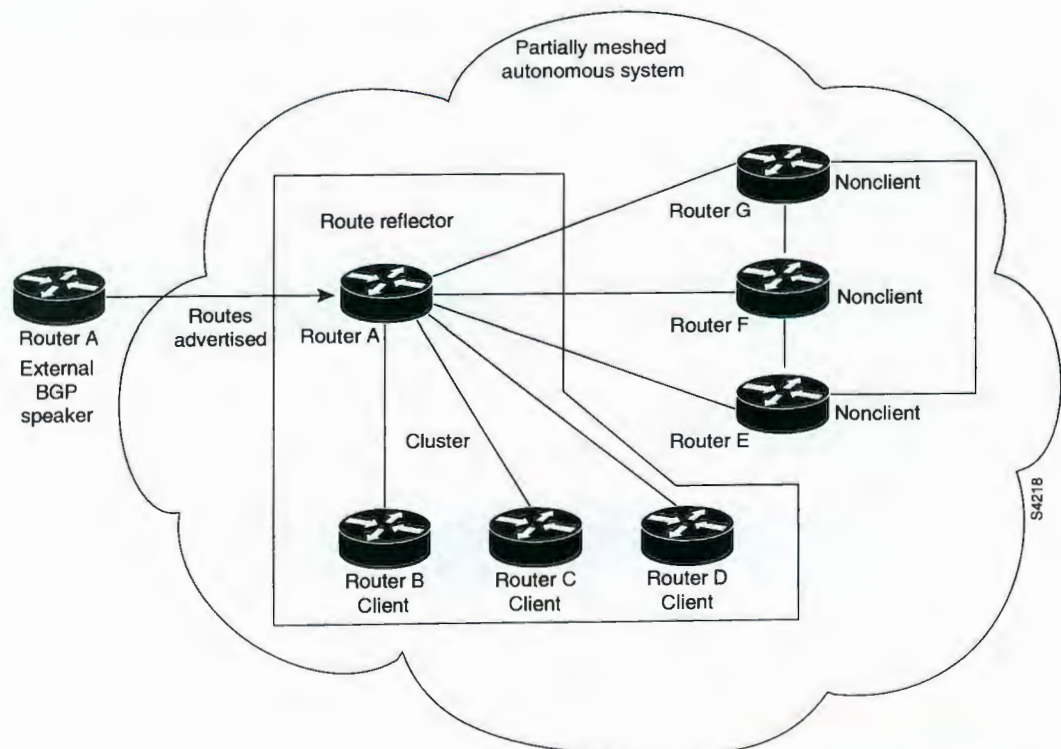 Partially meshed
autonomous system
Nonclient
Router G
Route reflector
Nonclient
Router F
Routes
advertised
Router A
Router A
External
BGP
speaker
Nonclient
Router E
Cluster
S4218
Router B
Client
Router C
Client
Router D
Client